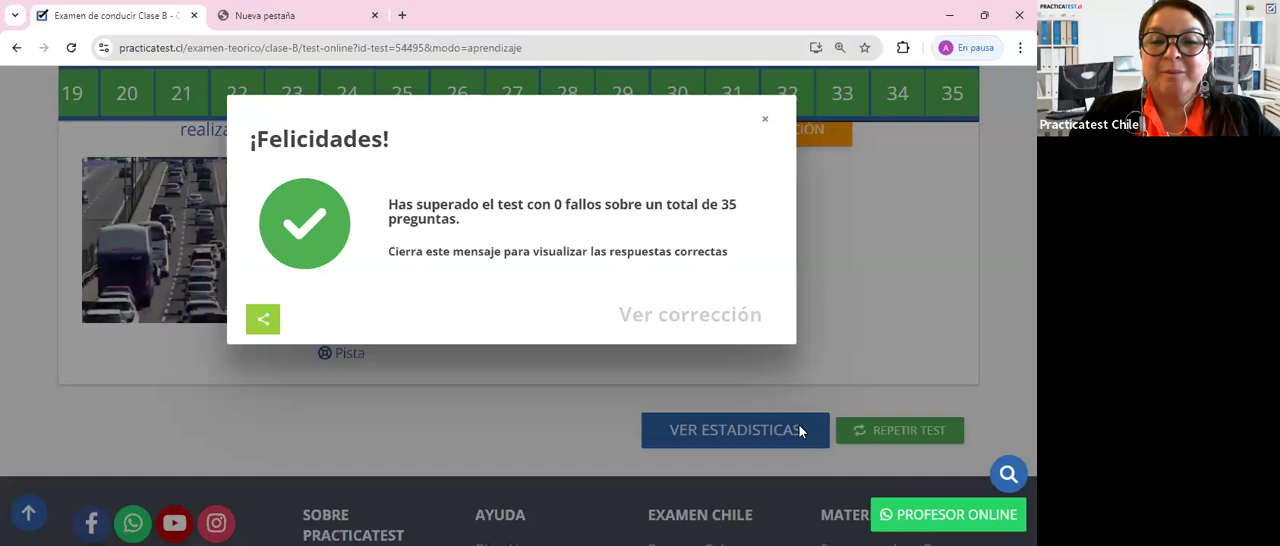 Examen de conducir Clase B - C
Nueva pestaña
practicatest.cl/examen-teorico/clase-B/test-online?id-test=54495&modo=aprendizaje
A En pausa
PRACTICATEST.cl
Practicatest Chile
19 20 21 22 23 24 25 26 27 28 29 30 31 32 33 34 35
realiza
CIÓN
¡Felicidades!
×
Has superado el test con 0 fallos sobre un total de 35
preguntas.
Cierra este mensaje para visualizar las respuestas correctas
Ver corrección
Pista
VER ESTADISTICAS
REPETIR TEST
PROFESOR ONLINE
SOBRE
PRACTICATEST
AYUDA
EXAMEN CHILE
MATER